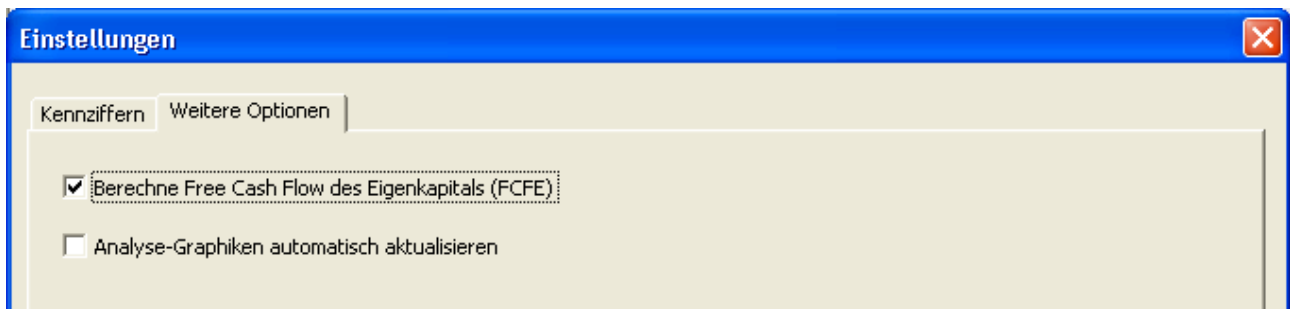 Einstellungen
Kennziffern Weitere Optionen
Berechne Free Cash Flow des Eigenkapitals (FCFE)
Analyse-Graphiken automatisch aktualisieren